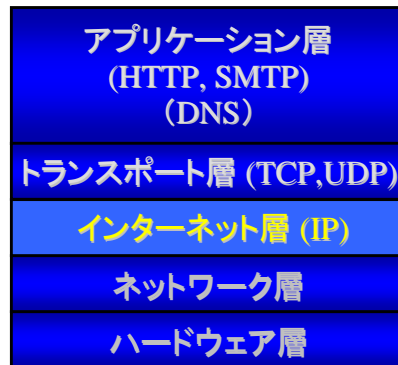 アプリケーション層
(HTTP, SMTP)
（DNS）
トランスポート層 (TCP,UDP)
インターネット層 (IP)
ネットワーク層
ハードウェア層